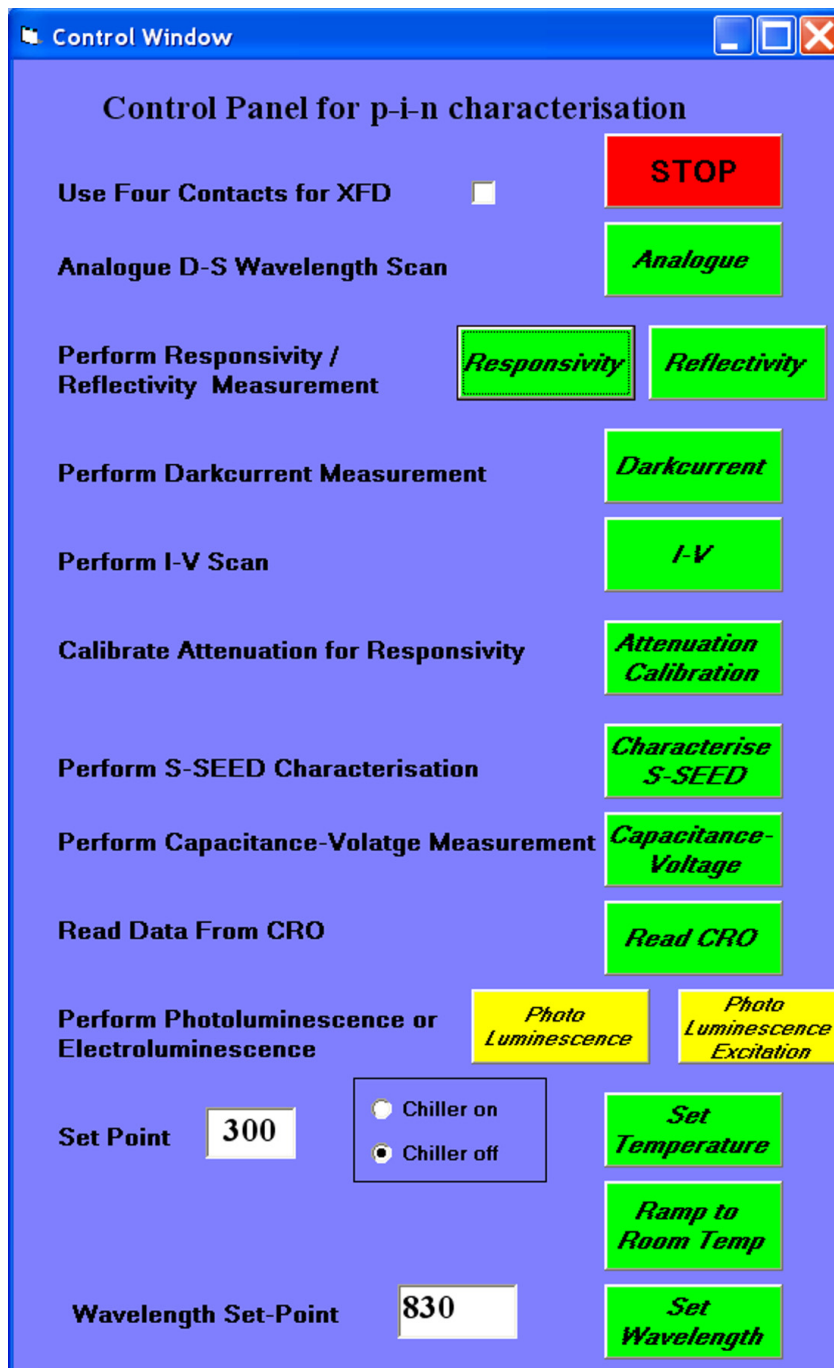 Control Window
Control Panel for p-i-n characterisation
Use Four Contacts for XFD
STOP
Analogue D-S Wavelength Scan
Analogue
Perform Responsivity /
Reflectivity Measurement
Responsivity
Reflectivity
Perform Darkcurrent Measurement
Darkcurrent
Perform I-V Scan
I-V
Calibrate Attenuation for Responsivity
Attenuation
Calibration
Perform S-SEED Characterisation
Characterise
S-SEED
Perform Capacitance-Volatge Measurement
Capacitance-
Voltage
Read Data From CRO
Read CRO
Perform Photoluminescence or
Electroluminescence
Photo
Luminescence
Photo
Luminescence
Excitation
Set Point
300
Chiller on
Chiller off
Set
Temperature
Ramp to
Room Temp
Wavelength Set-Point
830
Set
Wavelength